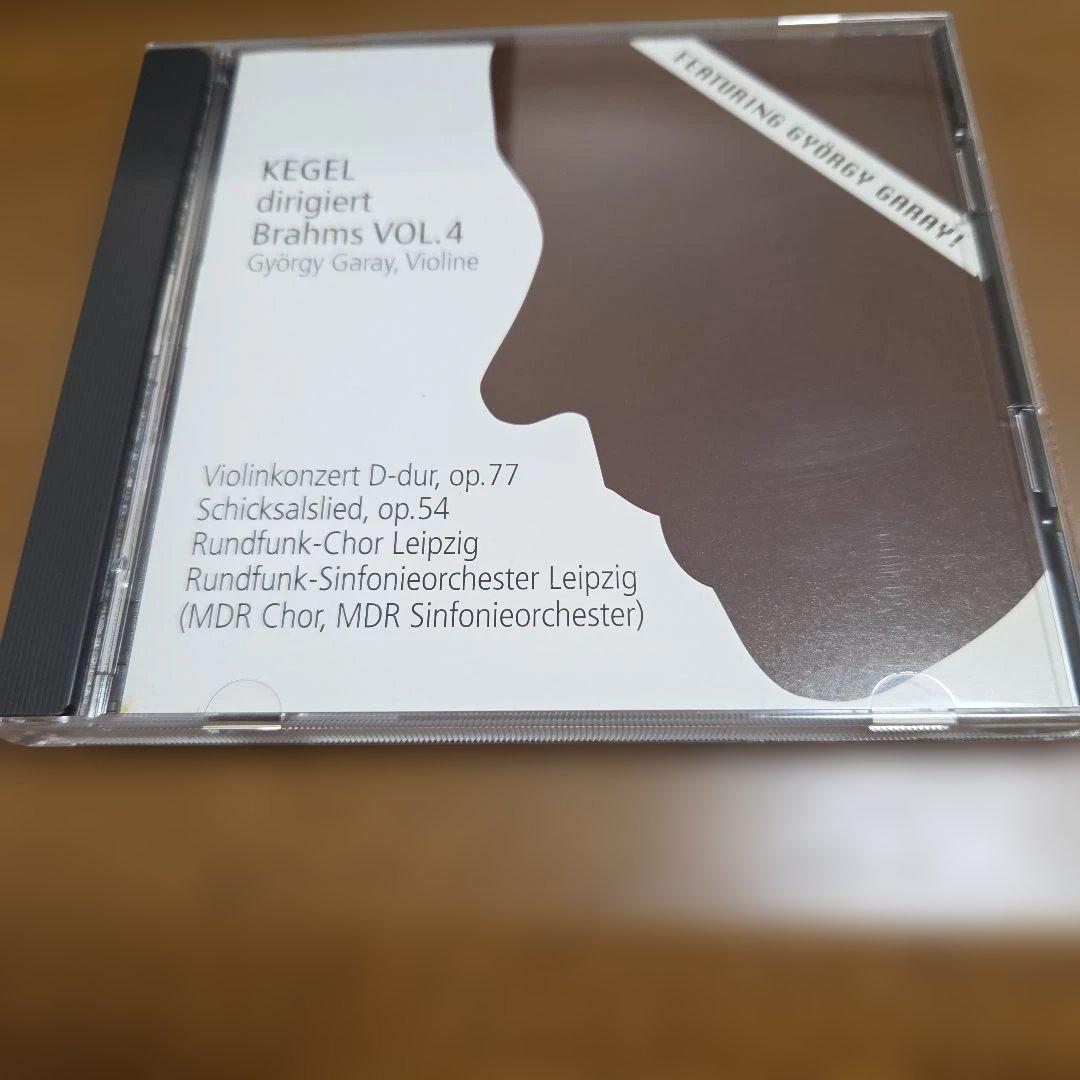 FEATURING GYÖRGY GARAY!
KEGEL
dirigiert
Brahms VOL.4
György Garay, Violine
Violinkonzert D-dur, op.77
Schicksalslied, op.54
Rundfunk-Chor Leipzig
Rundfunk-Sinfonieorchester Leipzig
(MDR Chor, MDR Sinfonieorchester)